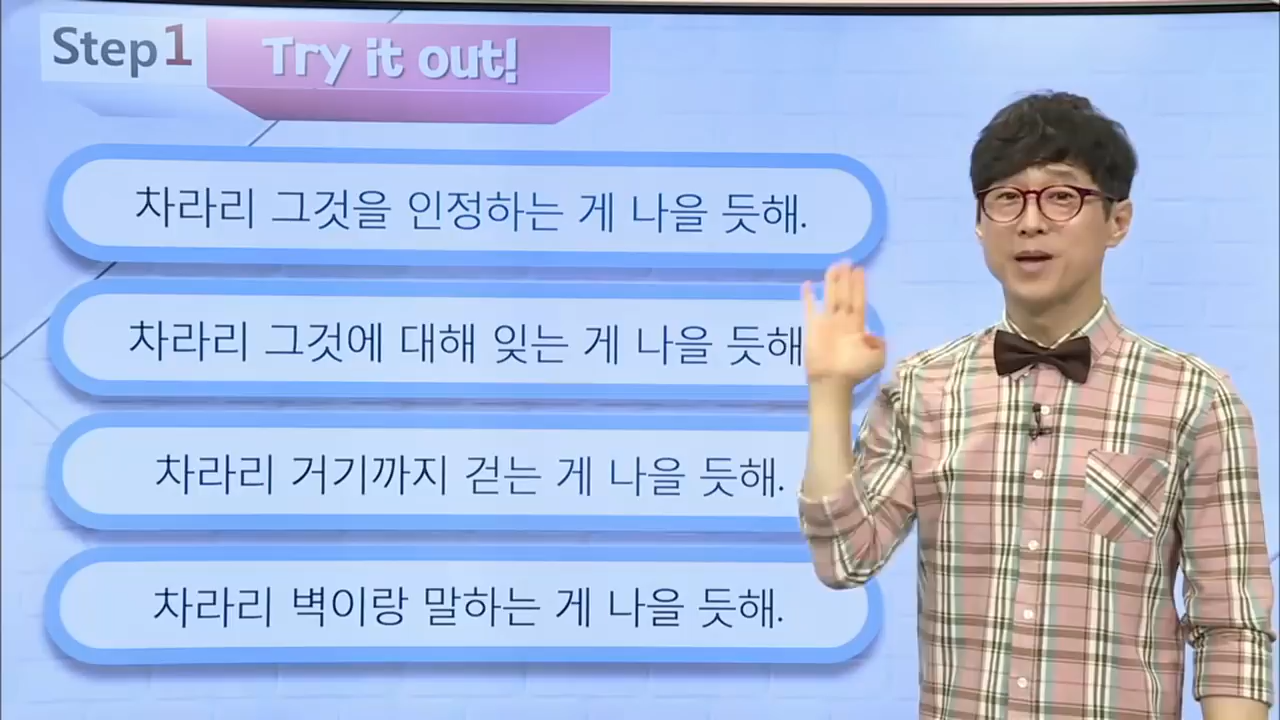 Step1
Try it out!
차라리 그것을 인정하는 게 나을 듯해.
차라리 그것에 대해 잊는 게 나을 듯해
차라리 거기까지 걷는 게 나을 듯해.
차라리 벽이랑 말하는 게 나을 듯해.